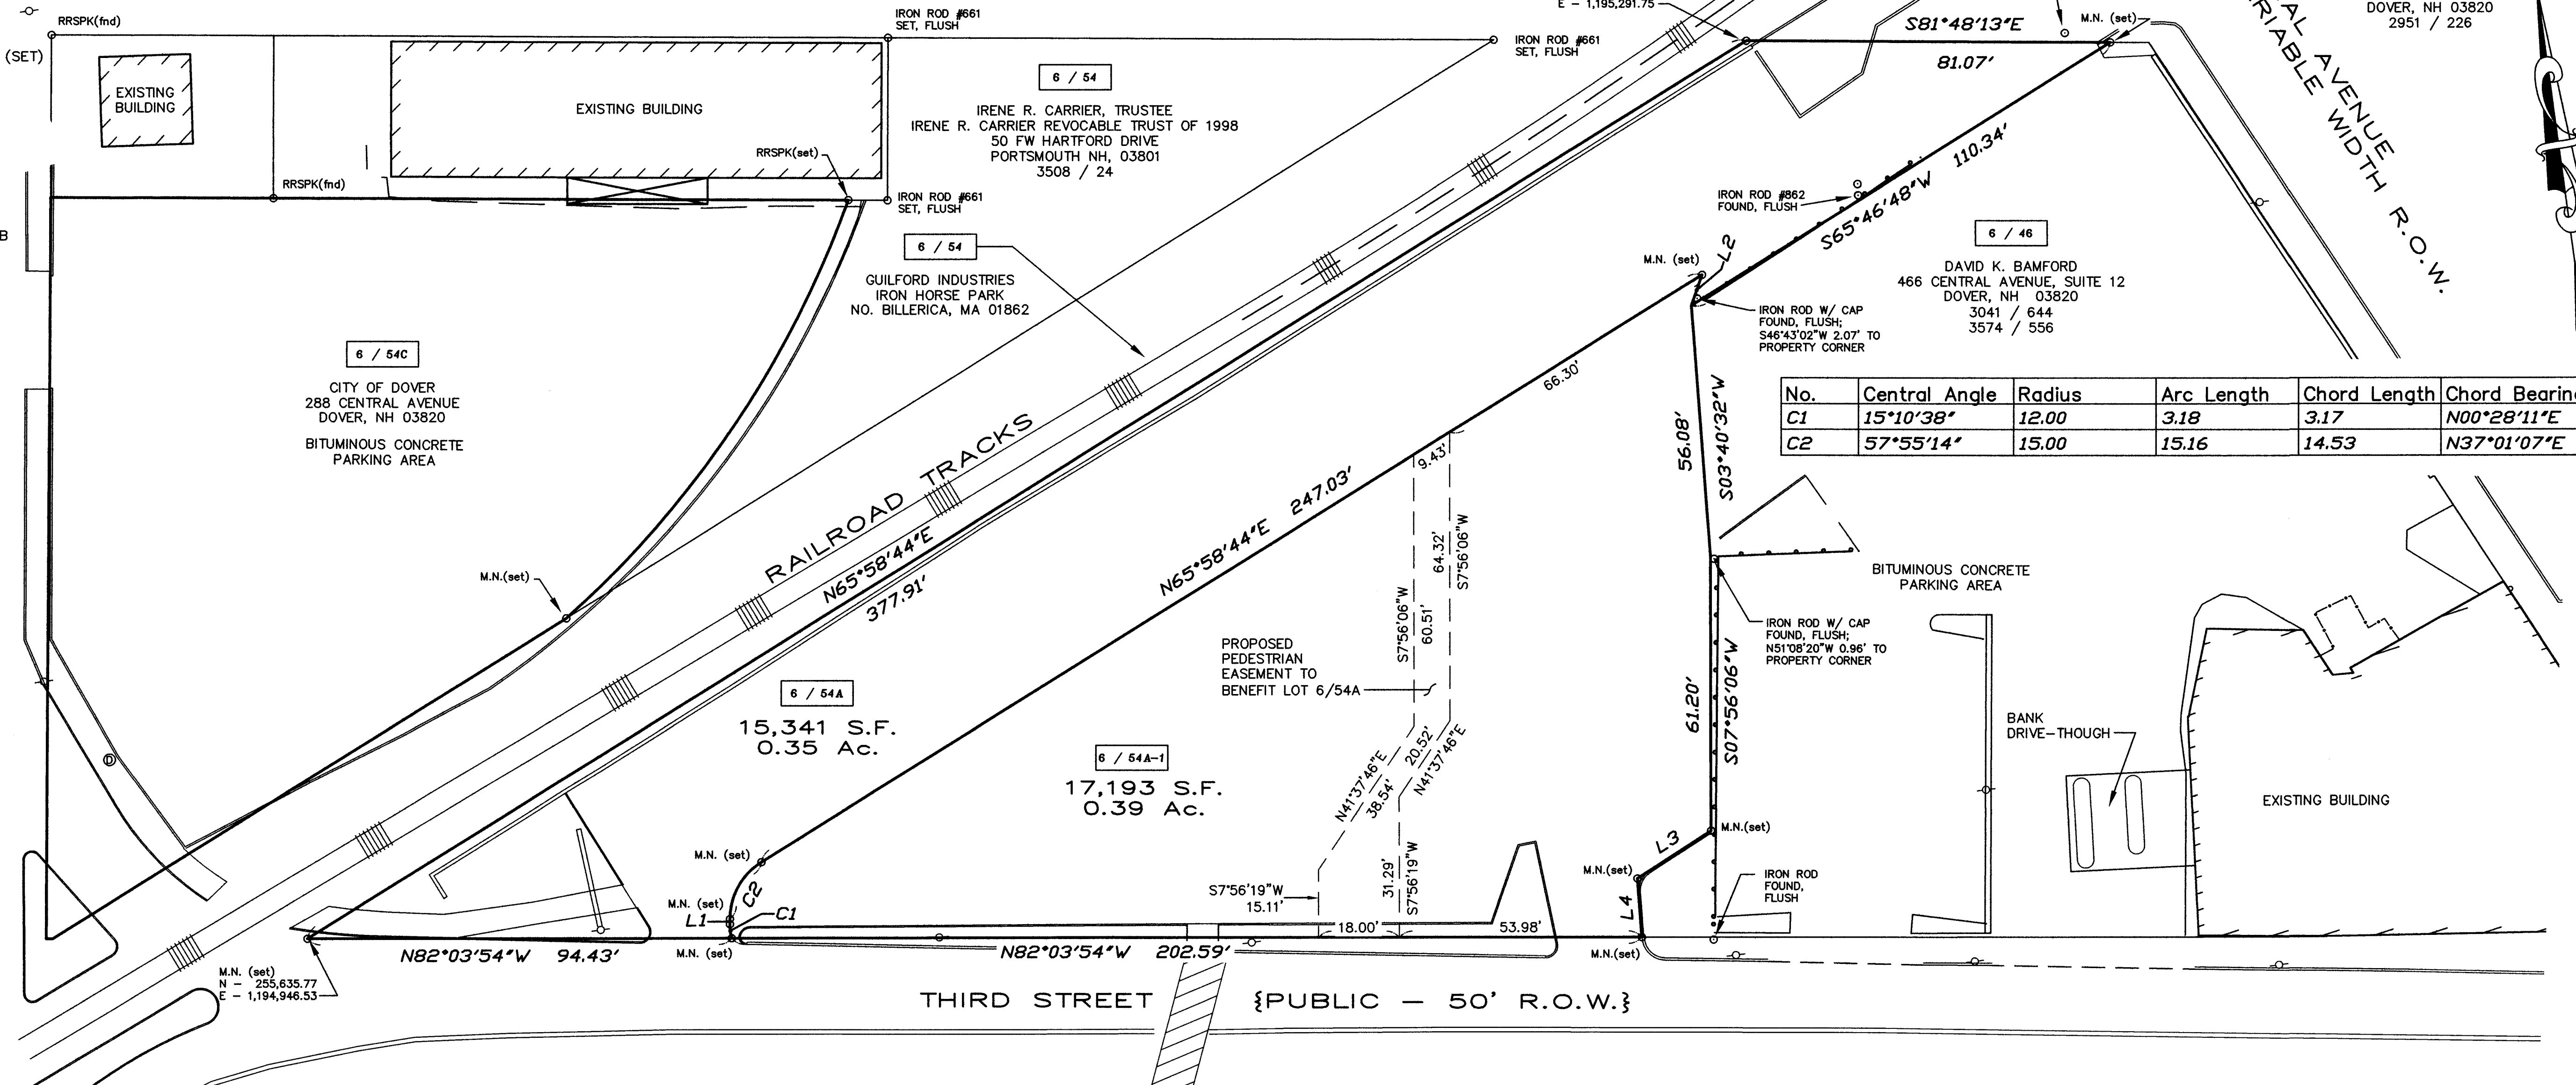 RRSPK(fnd)
(SET)
EXISTING
BUILDING
EXISTING BUILDING
IRON ROD #661
SET, FLUSH
6 / 54
IRENE R. CARRIER, TRUSTEE
IRENE R. CARRIER REVOCABLE TRUST OF 1998
50 FW HARTFORD DRIVE
PORTSMOUTH NH, 03801
3508 / 24
IRON ROD #661
SET, FLUSH
E - 1,195,291.75
S81°48'13"E
81.07'
M.N. (set)
DOVER, NH 03820
2951 / 226
AVENUE
WIDTH R.O.W.
RRSPK(set)
RRSPK(fnd)
IRON ROD #661
SET, FLUSH
B
6 / 54
GUILFORD INDUSTRIES
IRON HORSE PARK
NO. BILLERICA, MA 01862
110.34'
S65°46'48"W
IRON ROD #862
FOUND, FLUSH
L2
M.N. (set)
6 / 46
DAVID K. BAMFORD
466 CENTRAL AVENUE, SUITE 12
DOVER, NH 03820
3041 / 644
3574 / 556
IRON ROD W/ CAP
FOUND, FLUSH;
S46°43'02"W 2.07' TO
PROPERTY CORNER
6 / 54C
CITY OF DOVER
288 CENTRAL AVENUE
DOVER, NH 03820
BITUMINOUS CONCRETE
PARKING AREA
66.30'
56.08'
S03°40'32"W
No. Central Angle Radius Arc Length Chord Length Chord Bearin
C1 15°10'38" 12.00 3.18 3.17 N00°28'11"E
C2 57°55'14" 15.00 15.16 14.53 N37°01'07"E
RAILROAD TRACKS
N65°58'44"E
377.91'
N65°58'44"E 247.03'
9.43'
64.32'
S7°56'06"W
S7°56'06"W
60.51'
M.N.(set)
BITUMINOUS CONCRETE
PARKING AREA
IRON ROD W/ CAP
FOUND, FLUSH;
N51°08'20"W 0.96' TO
PROPERTY CORNER
PROPOSED
PEDESTRIAN
EASEMENT TO
BENEFIT LOT 6/54A
61.20'
S07°56'06"W
6 / 54A
15,341 S.F.
0.35 Ac.
6 / 54A-1
17,193 S.F.
0.39 Ac.
N41°37'46"E
38.54'
20.52'
N41°37'46"E
BANK
DRIVE-THOUGH
EXISTING BUILDING
D
M.N. (set)
C2
M.N. (set)
L1
C1
S7°56'19"W
15.11'
31.29'
S7°56'19"W
L3
M.N.(set)
M.N.(set)
L4
IRON ROD
FOUND,
FLUSH
18.00'
53.98'
N82°03'54"W 94.43'
M.N. (set)
N82°03'54"W 202.59'
M.N.(set)
M.N. (set)
N - 255,635.77
E - 1,194,946.53
THIRD STREET {PUBLIC - 50' R.O.W.}